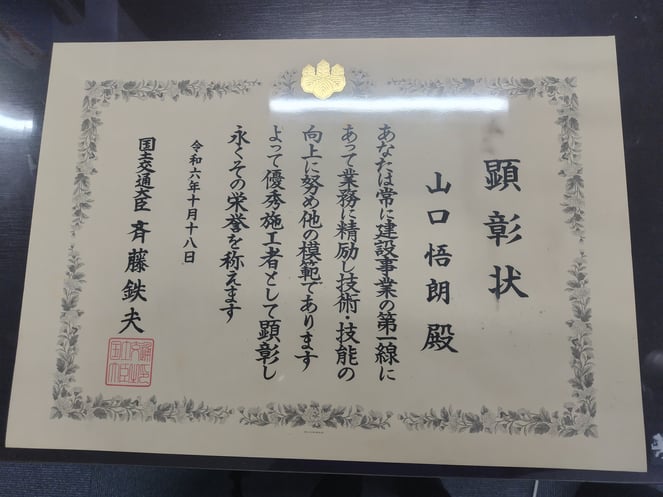 顕彰状
山口悟朗殿
あなたは常に建設事業の第一線に
あって業務に精励し技術・技能の
向上に努め他の模範であります
よって優秀施工者として顕彰し
永くその栄誉を称えます
令和六年十月十八日
国土交通大臣 斉藤鉄夫